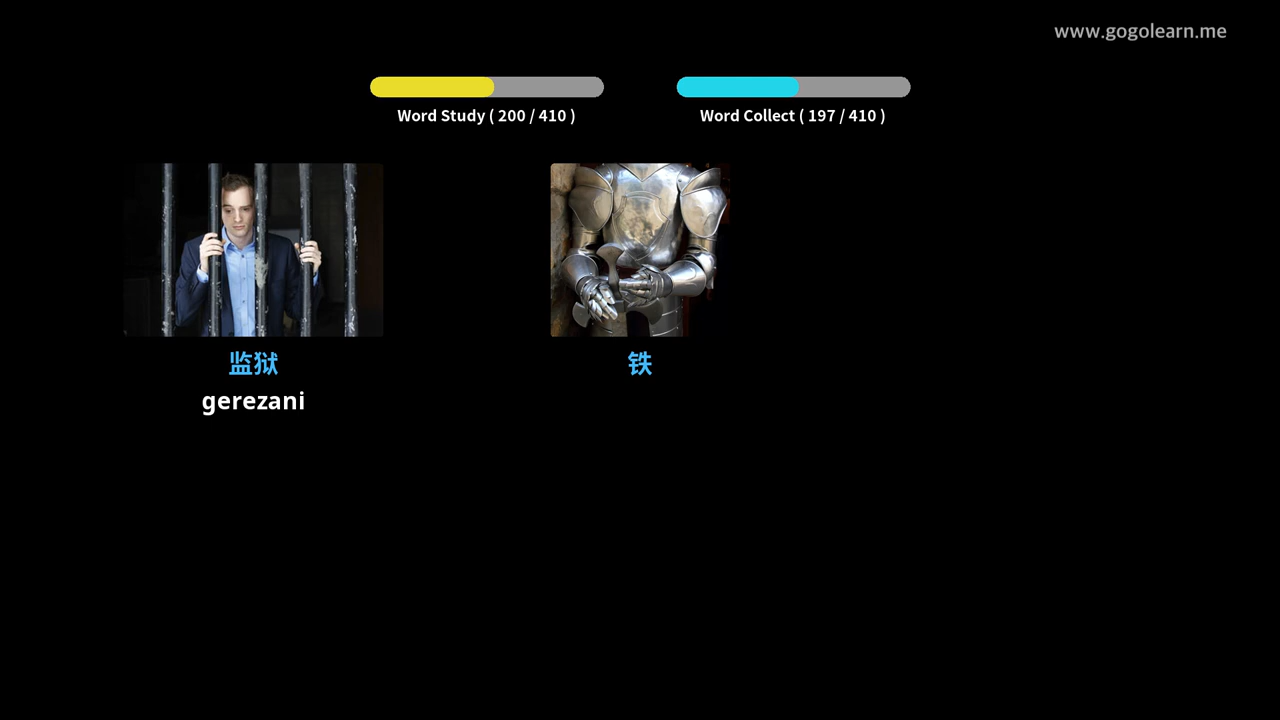 www.gogolearn.me
Word Study ( 200 / 410 )
Word Collect ( 197 / 410 )
监狱
铁
gerezani